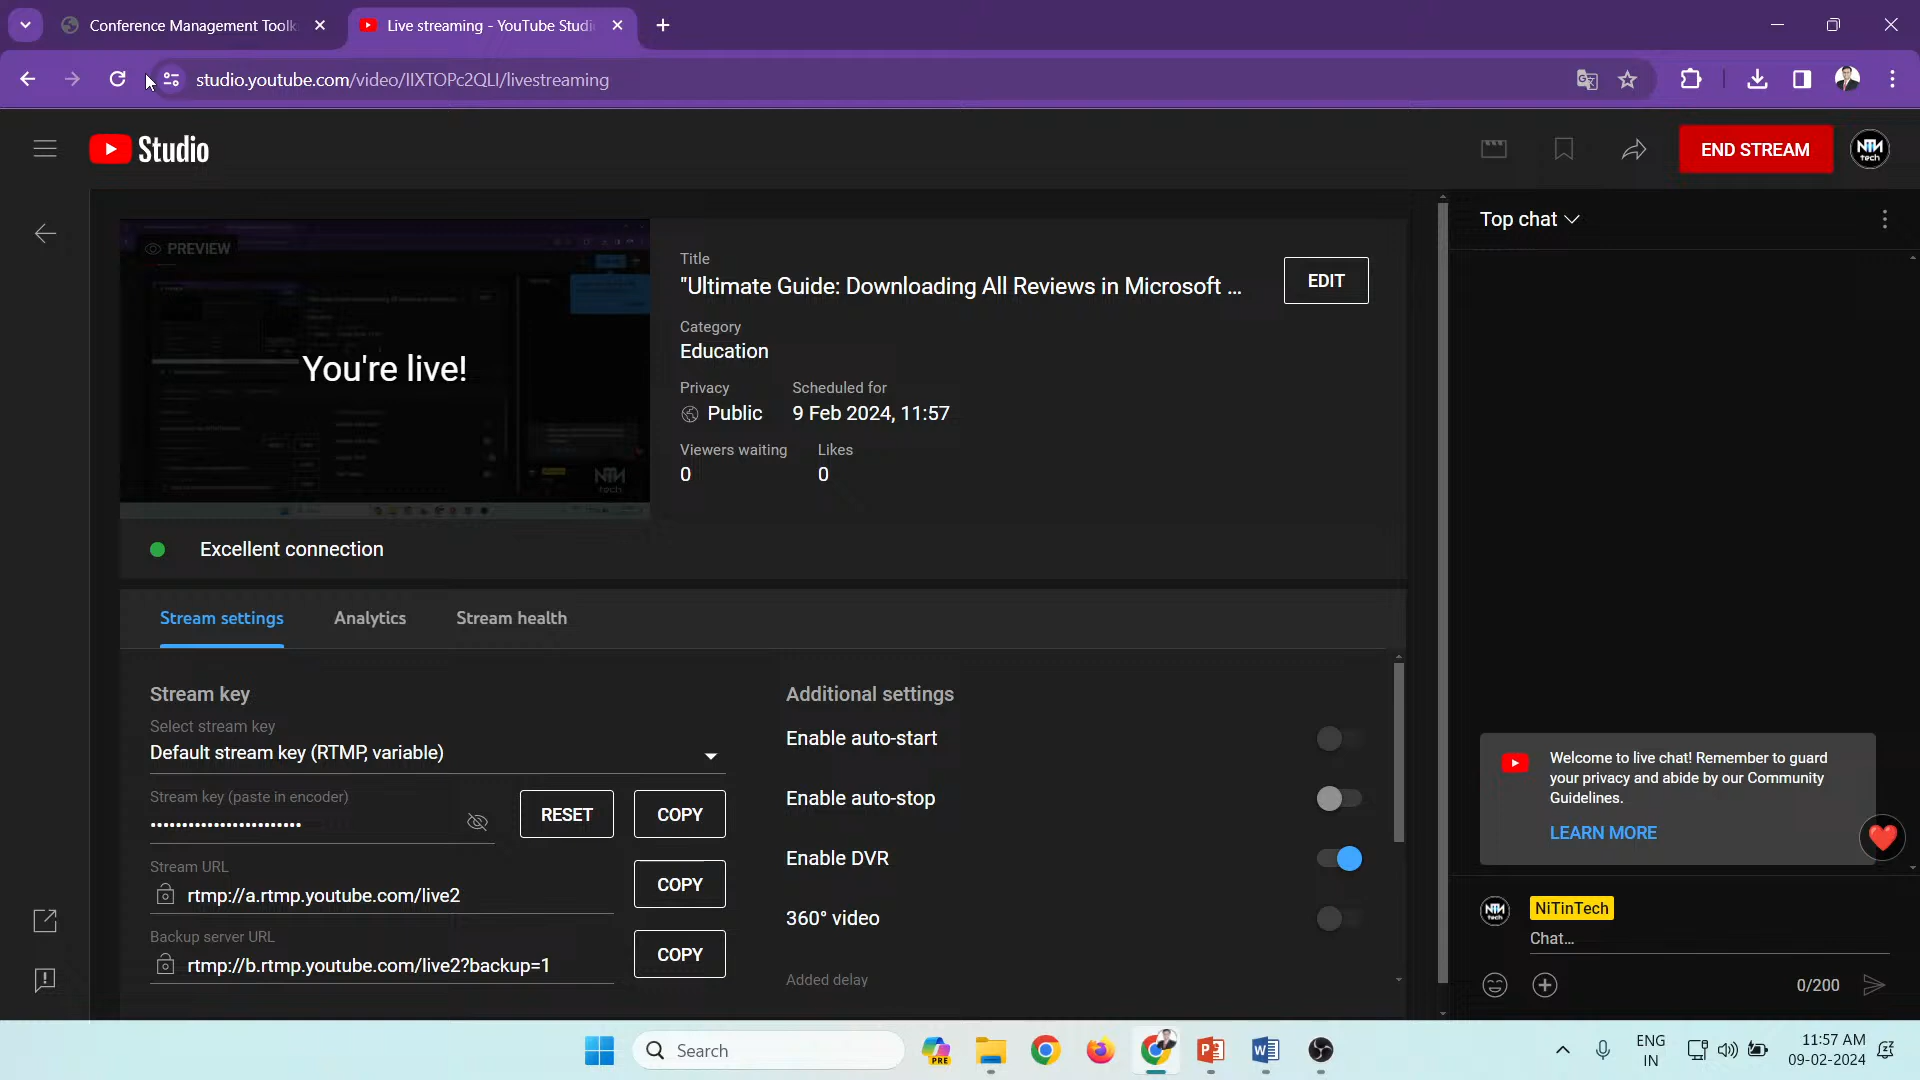 Conference Management Toolk
Live streaming - YouTube Studi
studio.youtube.com/video/IIXTOPc2QLI/livestreaming
Studio
END STREAM
NTN tech
PREVIEW
You're live!
Title
"Ultimate Guide: Downloading All Reviews in Microsoft ...
EDIT
Category
Education
Privacy
Scheduled for
Public
9 Feb 2024, 11:57
Viewers waiting
Likes
0
0
Excellent connection
Top chat
Stream settings
Analytics
Stream health
Stream key
Select stream key
Default stream key (RTMP, variable)
Stream key (paste in encoder)
••••••••••••••••••••••••
RESET
COPY
Stream URL
rtmp://a.rtmp.youtube.com/live2
COPY
Backup server URL
rtmp://b.rtmp.youtube.com/live2?backup=1
COPY
Additional settings
Enable auto-start
Enable auto-stop
Enable DVR
360° video
Added delay
Welcome to live chat! Remember to guard
your privacy and abide by our Community
Guidelines.
LEARN MORE
NiTinTech
Chat...
0/200
Search
PRE
ENG
IN
11:57 AM
09-02-2024